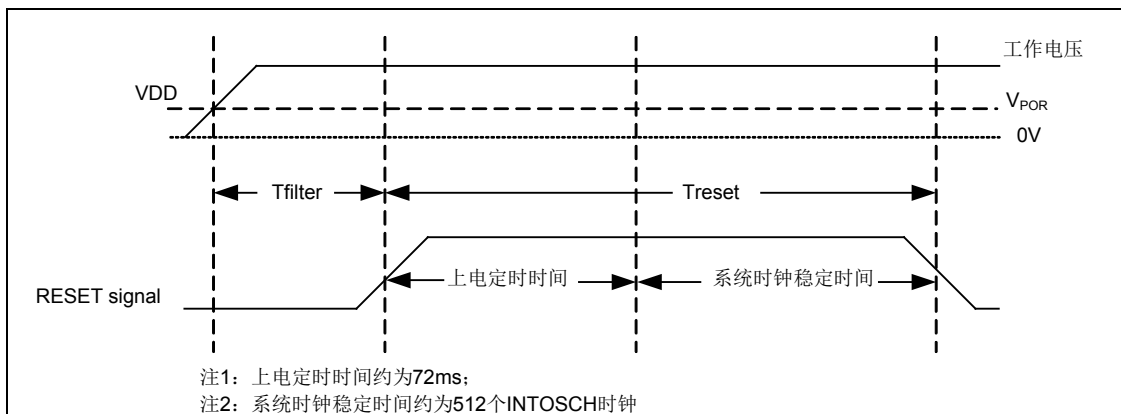 工作电压
VDD
VPOR
0V
Tfilter
Treset
上电定时时间
系统时钟稳定时间
RESET signal
注1：上电定时时间约为72ms；
注2：系统时钟稳定时间约为512个INTOSCH时钟